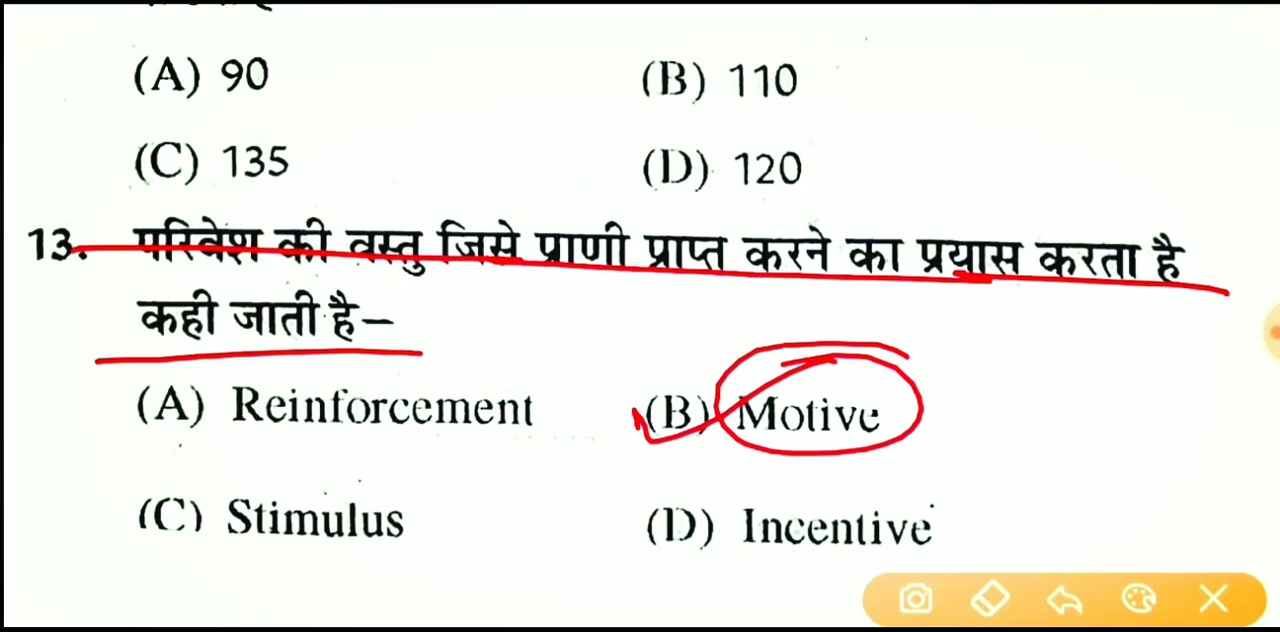 (A) 90 (B) 110
(C) 135 (D) 120
13. परिवेश की वस्तु जिसे प्राणी प्राप्त करने का प्रयास करता है
कही जाती है–
(A) Reinforcement (B) Motive
(C) Stimulus (D) Incentive